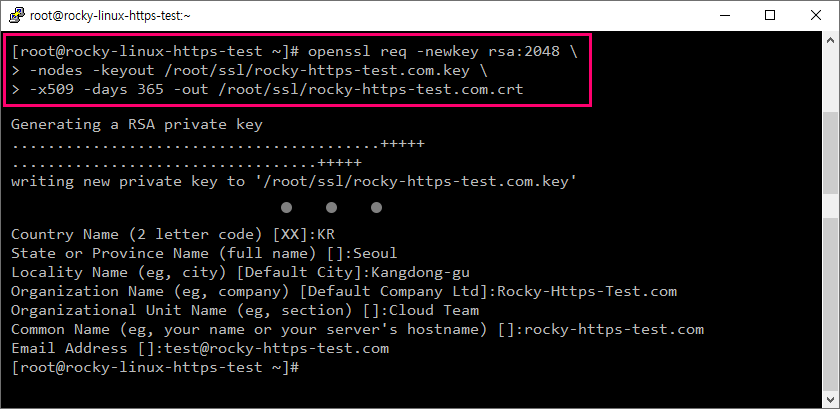 root@rocky-linux-https-test:~
[root@rocky-linux-https-test ~]# openssl req -newkey rsa:2048 \
> -nodes -keyout /root/ssl/rocky-https-test.com.key \
> -x509 -days 365 -out /root/ssl/rocky-https-test.com.crt
Generating a RSA private key
..........................................+++++
...................................+++++
writing new private key to '/root/ssl/rocky-https-test.com.key'
Country Name (2 letter code) [XX]:KR
State or Province Name (full name) []:Seoul
Locality Name (eg, city) [Default City]:Kangdong-gu
Organization Name (eg, company) [Default Company Ltd]:Rocky-Https-Test.com
Organizational Unit Name (eg, section) []:Cloud Team
Common Name (eg, your name or your server's hostname) []:rocky-https-test.com
Email Address []:test@rocky-https-test.com
[root@rocky-linux-https-test ~]#